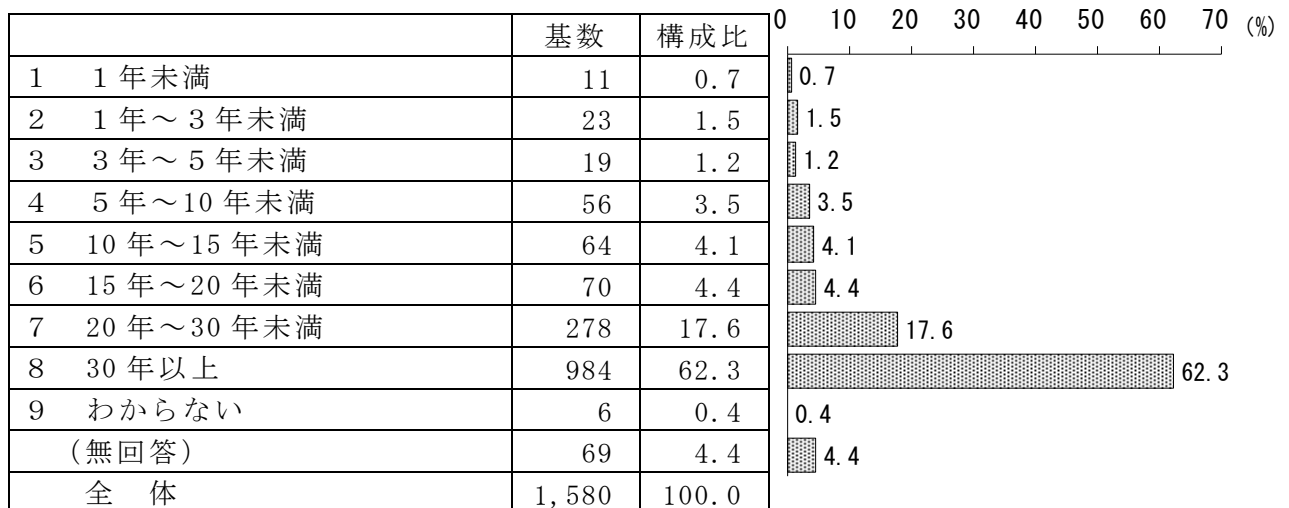 基数 構成比 0 10 20 30 40 50 60 70 (%)
1 １年未満 11 0.7 0.7
2 １年～３年未満 23 1.5 1.5
3 ３年～５年未満 19 1.2 1.2
4 ５年～10年未満 56 3.5 3.5
5 10年～15年未満 64 4.1 4.1
6 15年～20年未満 70 4.4 4.4
7 20年～30年未満 278 17.6 17.6
8 30年以上 984 62.3 62.3
9 わからない 6 0.4 0.4
(無回答) 69 4.4 4.4
全 体 1,580 100.0